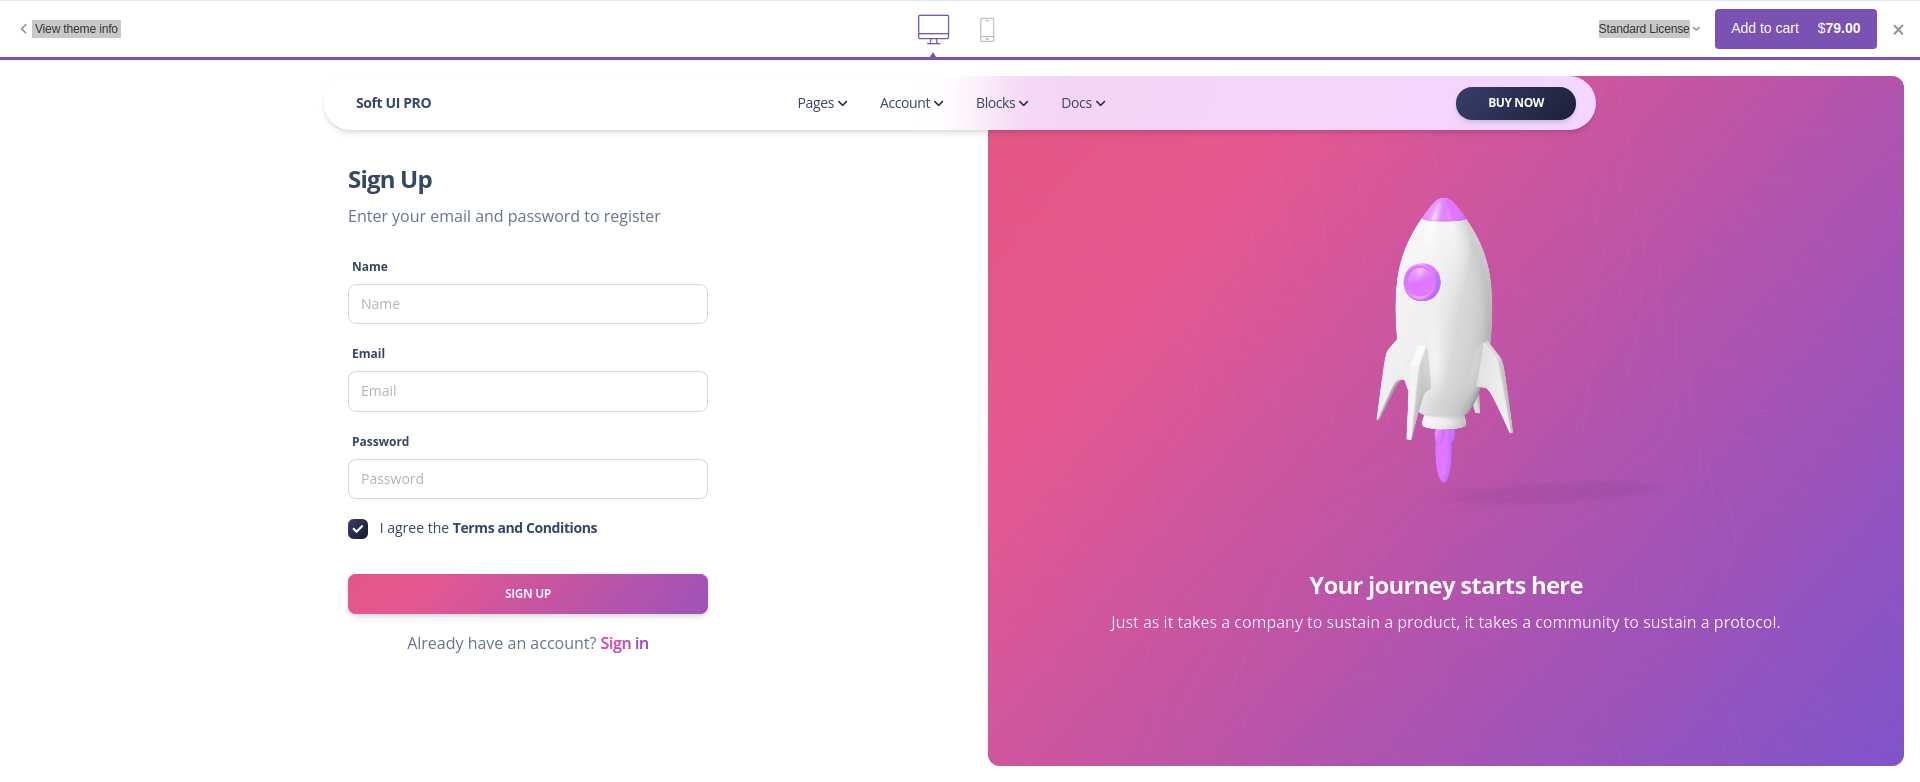 View theme info
Standard License
Add to cart $79.00
Soft UI PRO
Pages
Account
Blocks
Docs
BUY NOW
Sign Up
Enter your email and password to register
Name
Name
Email
Email
Password
Password
I agree the Terms and Conditions
SIGN UP
Already have an account? Sign in
Your journey starts here
Just as it takes a company to sustain a product, it takes a community to sustain a protocol.